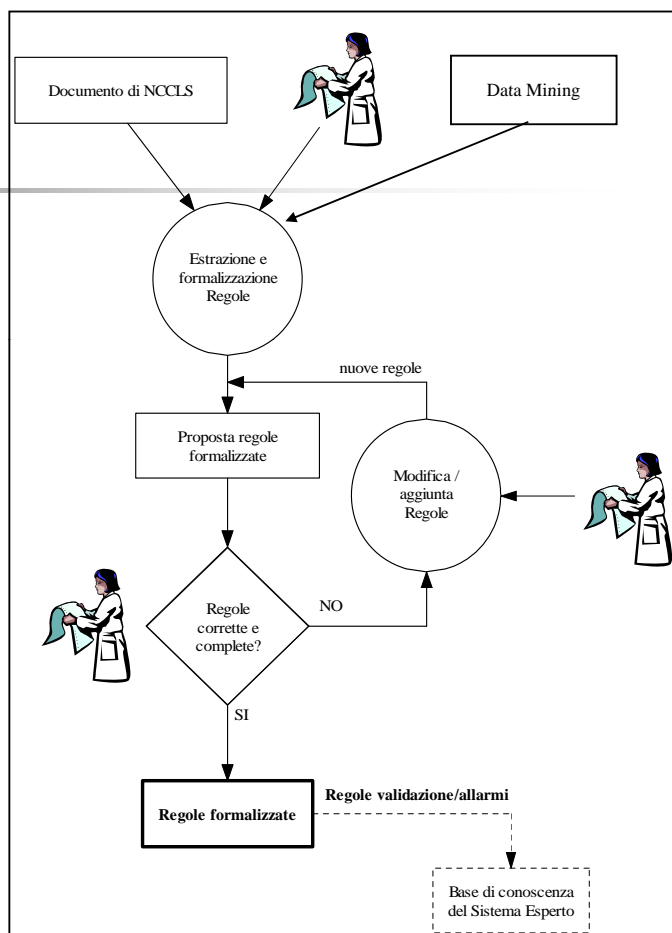 Documento di NCCLS
Data Mining
Estrazione e
formalizzazione
Regole
nuove regole
Proposta regole
formalizzate
Modifica /
aggiunta
Regole
Regole
corrette e
complete?
NO
SI
Regole formalizzate
Regole validazione/allarmi
Base di conoscenza
del Sistema Esperto